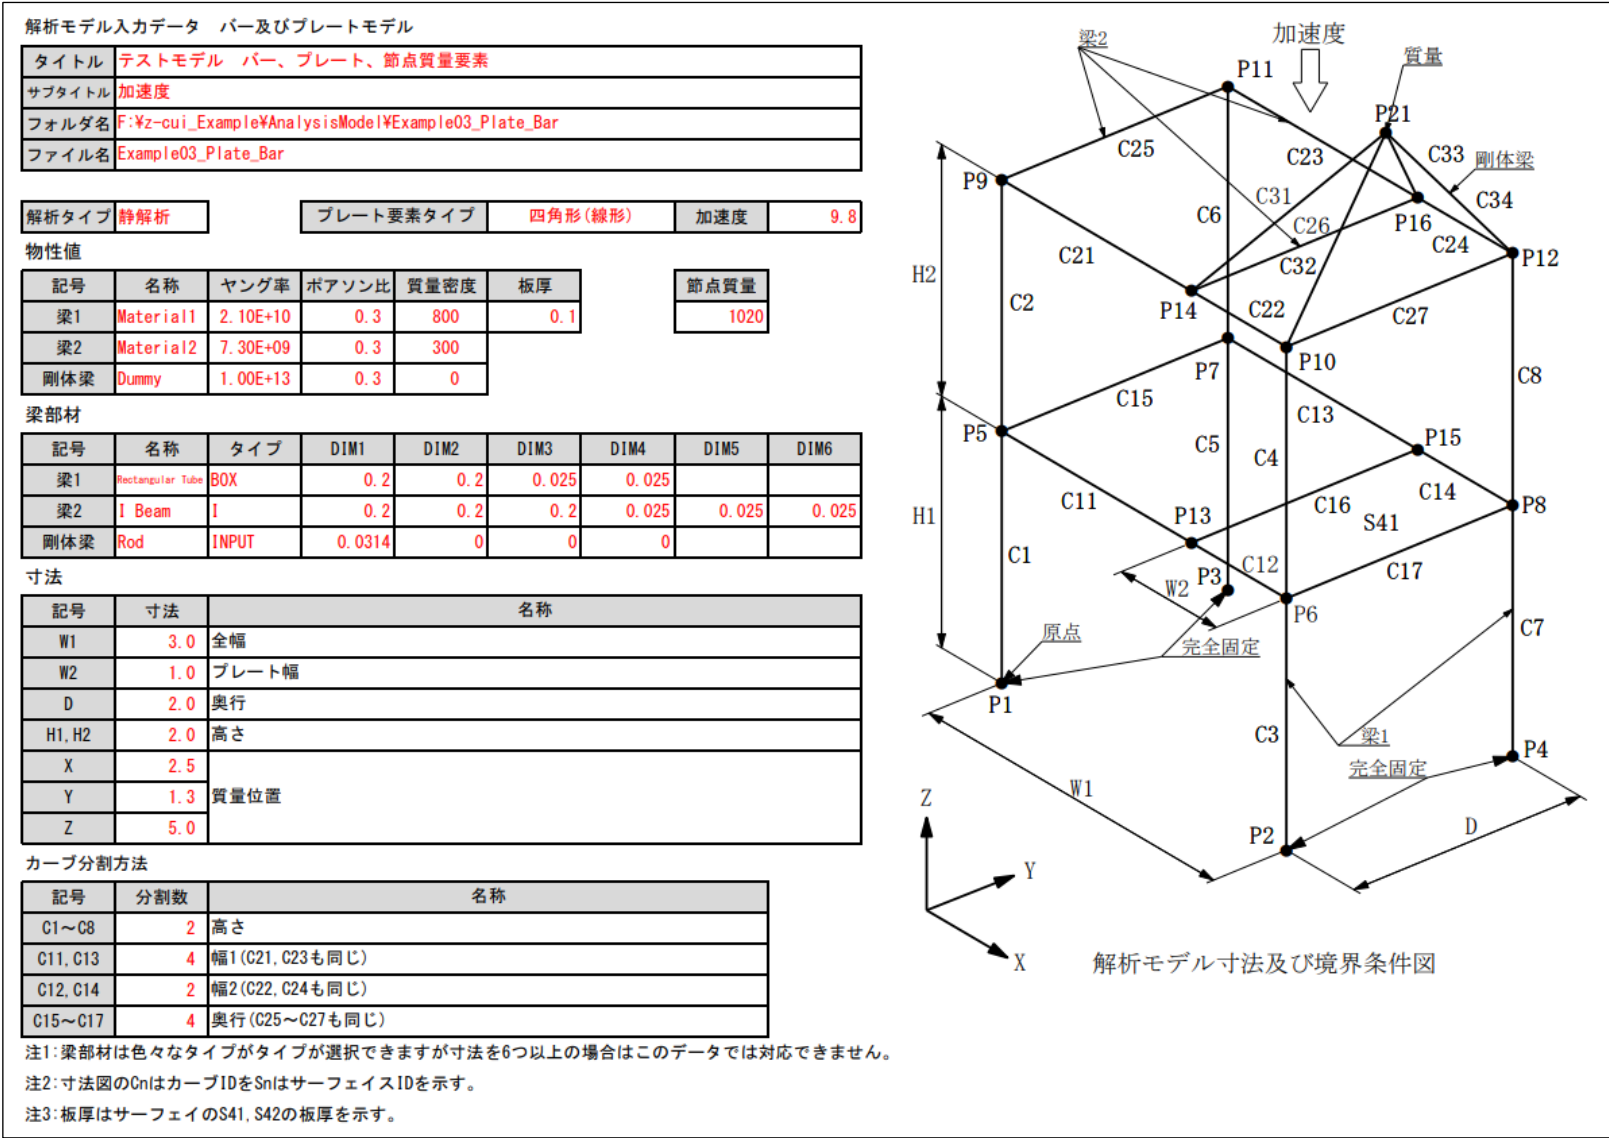 解析モデル入力データ　バー及びプレートモデル
タイトル テストモデル　バー、プレート、節点質量要素
サブタイトル 加速度
フォルダ名 F:¥z-cui_Example¥AnalysisModel¥Example03_Plate_Bar
ファイル名 Example03_Plate_Bar
解析タイプ 静解析 プレート要素タイプ 四角形(線形) 加速度 9.8
物性値
記号 名称 ヤング率 ポアソン比 質量密度 板厚 節点質量
梁1 Material1 2.10E+10 0.3 800 0.1 1020
梁2 Material2 7.30E+09 0.3 300
剛体梁 Dummy 1.00E+13 0.3 0
梁部材
記号 名称 タイプ DIM1 DIM2 DIM3 DIM4 DIM5 DIM6
梁1 Rectangular Tube BOX 0.2 0.2 0.025 0.025
梁2 I Beam I 0.2 0.2 0.2 0.025 0.025 0.025
剛体梁 Rod INPUT 0.0314 0 0 0
寸法
記号 寸法 名称
W1 3.0 全幅
W2 1.0 プレート幅
D 2.0 奥行
H1,H2 2.0 高さ
X 2.5
Y 1.3 質量位置
Z 5.0
カーブ分割方法
記号 分割数 名称
C1～C8 2 高さ
C11,C13 4 幅1(C21,C23も同じ)
C12,C14 2 幅2(C22,C24も同じ)
C15～C17 4 奥行(C25～C27も同じ)
注1:梁部材は色々なタイプがタイプが選択できますが寸法を6つ以上の場合はこのデータでは対応できません。
注2:寸法図のCnはカーブIDをSnはサーフェイスIDを示す。
注3:板厚はサーフェイのS41,S42の板厚を示す。
加速度
梁2
質量
P11
P21
C25
C23
C33
剛体梁
P9
C31
C34
C6
C26
P16
C24
C21
C32
P12
H2
C2
P14
C22
C27
P7
P10
C8
C15
C13
P5
C5
C4
P15
C11
C16
C14
H1
P13
S41
P8
C1
C12
C17
W2
P3
P6
原点
完全固定
C7
P1
C3
梁1
P4
完全固定
W1
Z
P2
D
Y
X
解析モデル寸法及び境界条件図